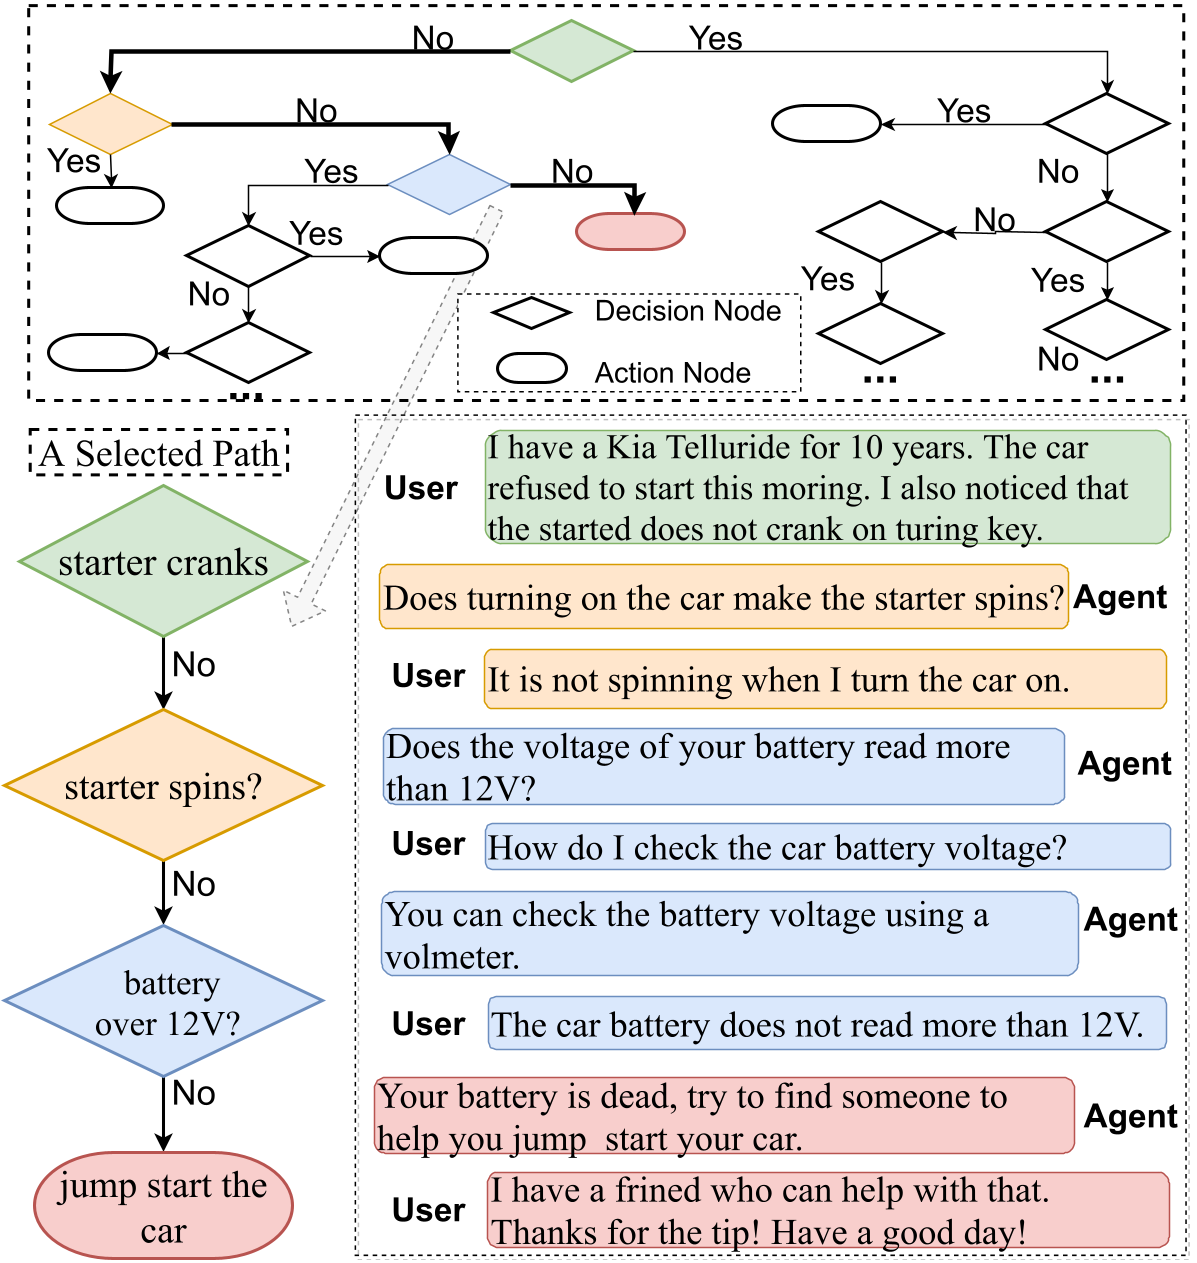 No
Yes
No
Yes
Yes
Yes
No
No
Yes
No
No
Yes
Yes
No
Decision Node
Action Node
...
...
...
A Selected Path
starter cranks
No
starter spins?
No
battery
over 12V?
No
jump start the
car
User
I have a Kia Telluride for 10 years. The car
refused to start this moring. I also noticed that
the started does not crank on turing key.
Does turning on the car make the starter spins?
Agent
User
It is not spinning when I turn the car on.
Does the voltage of your battery read more
than 12V?
Agent
User
How do I check the car battery voltage?
You can check the battery voltage using a
volmeter.
Agent
User
The car battery does not read more than 12V.
Your battery is dead, try to find someone to
help you jump  start your car.
Agent
User
I have a frined who can help with that.
Thanks for the tip! Have a good day!